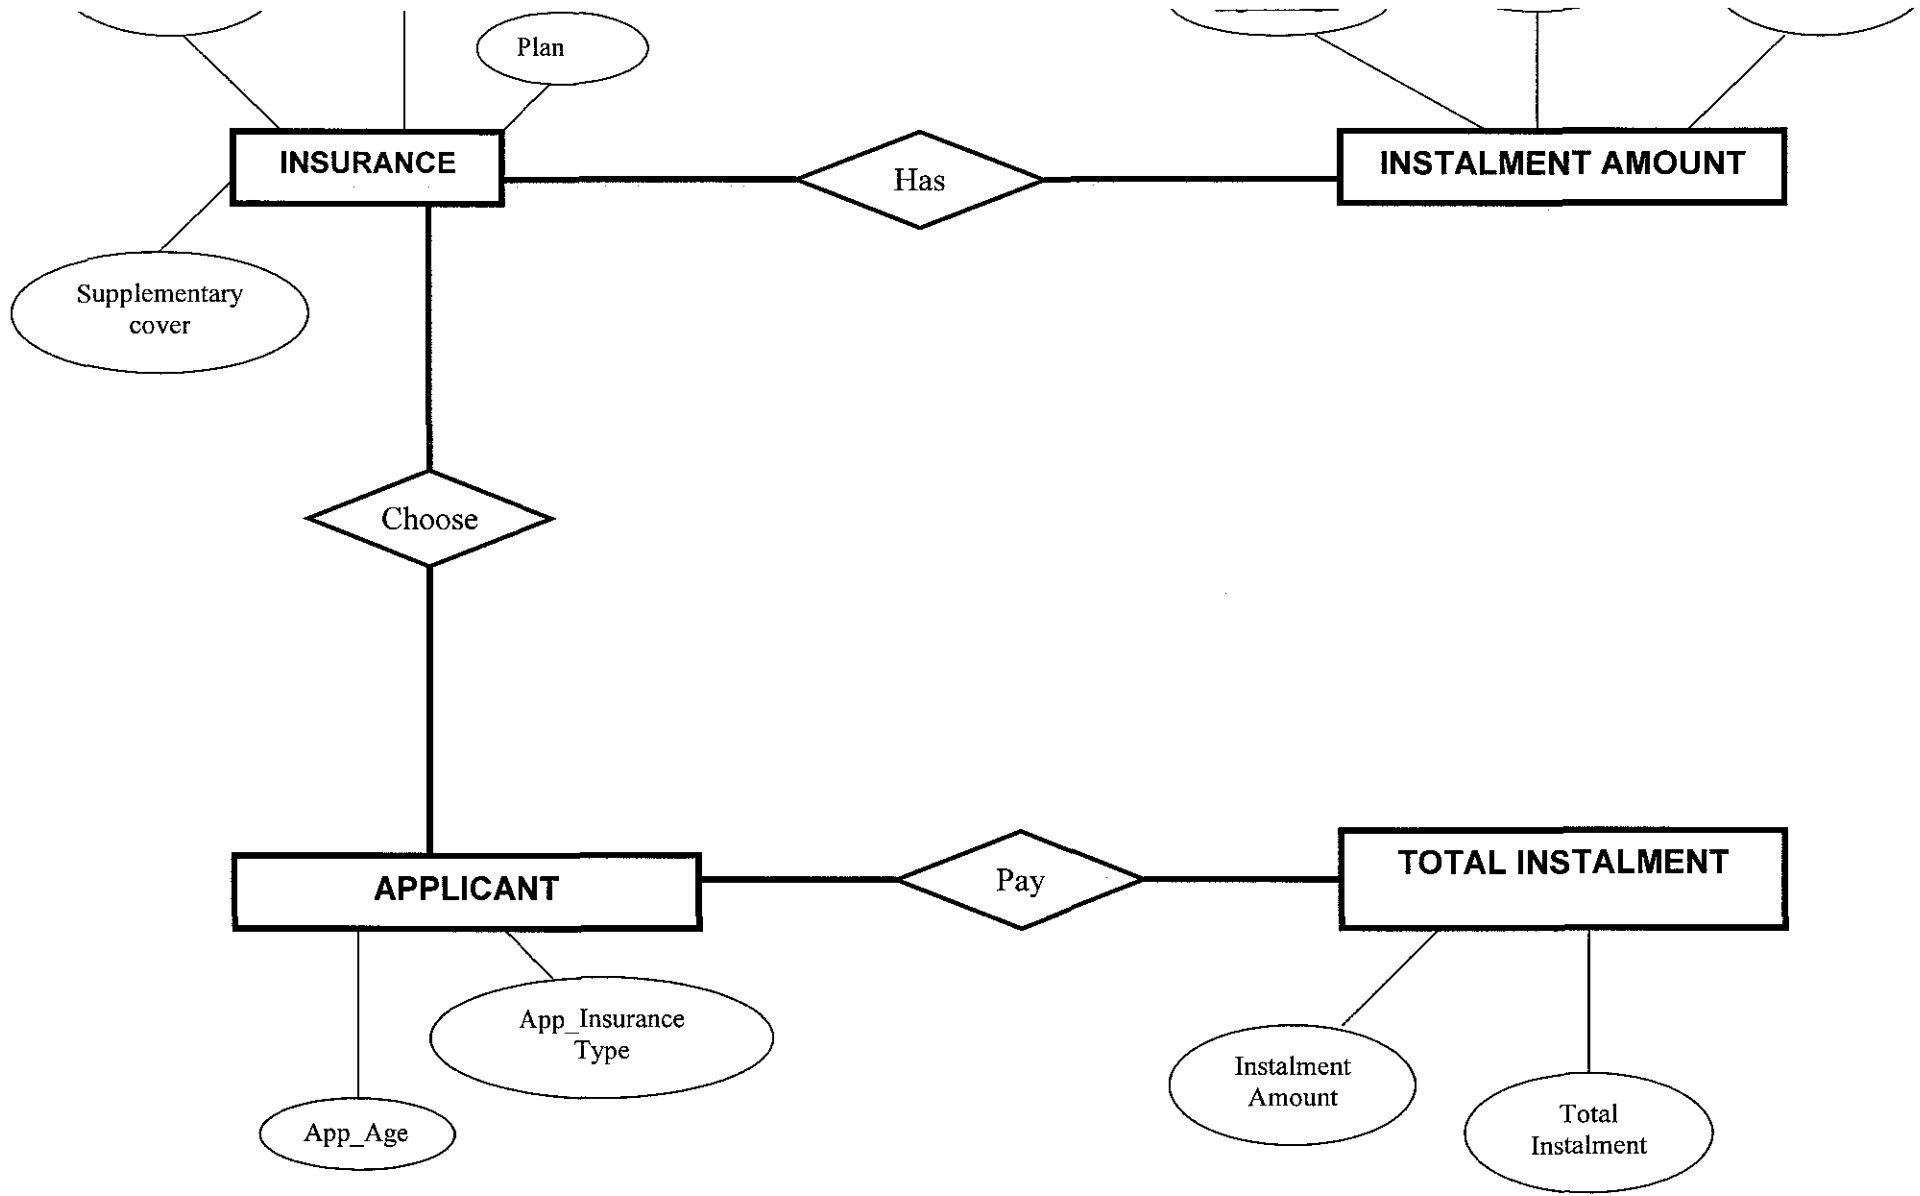 Plan
INSURANCE
Has
INSTALMENT AMOUNT
Supplementary
cover
Choose
APPLICANT
Pay
TOTAL INSTALMENT
App_Insurance
Type
App_Age
Instalment
Amount
Total
Instalment